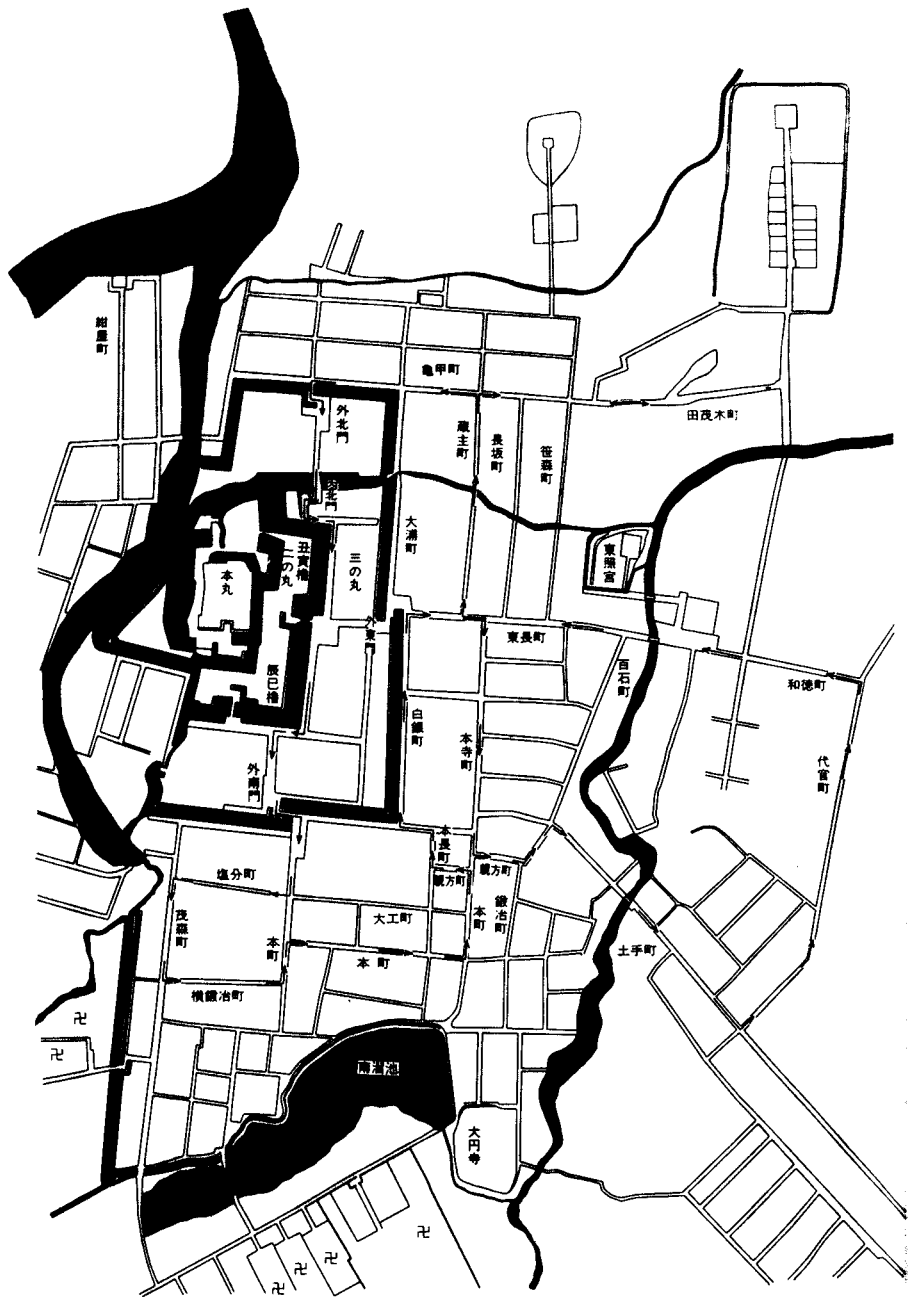 紺屋町
亀甲町
田茂木町
外北門
蔵主町
長坂町
笹森町
内北門
大浦町
丑寅櫓
二の丸
三の丸
本丸
東照宮
外東門
東長町
辰巳櫓
百石町
和徳町
白銀町
本寺町
代官町
外南門
本長町
親方町
親方町
塩分町
鍛冶町
本町
大工町
茂森町
本町
本町
土手町
横鍛冶町
南溜池
大円寺
卍
卍
卍
卍
卍
卍
卍